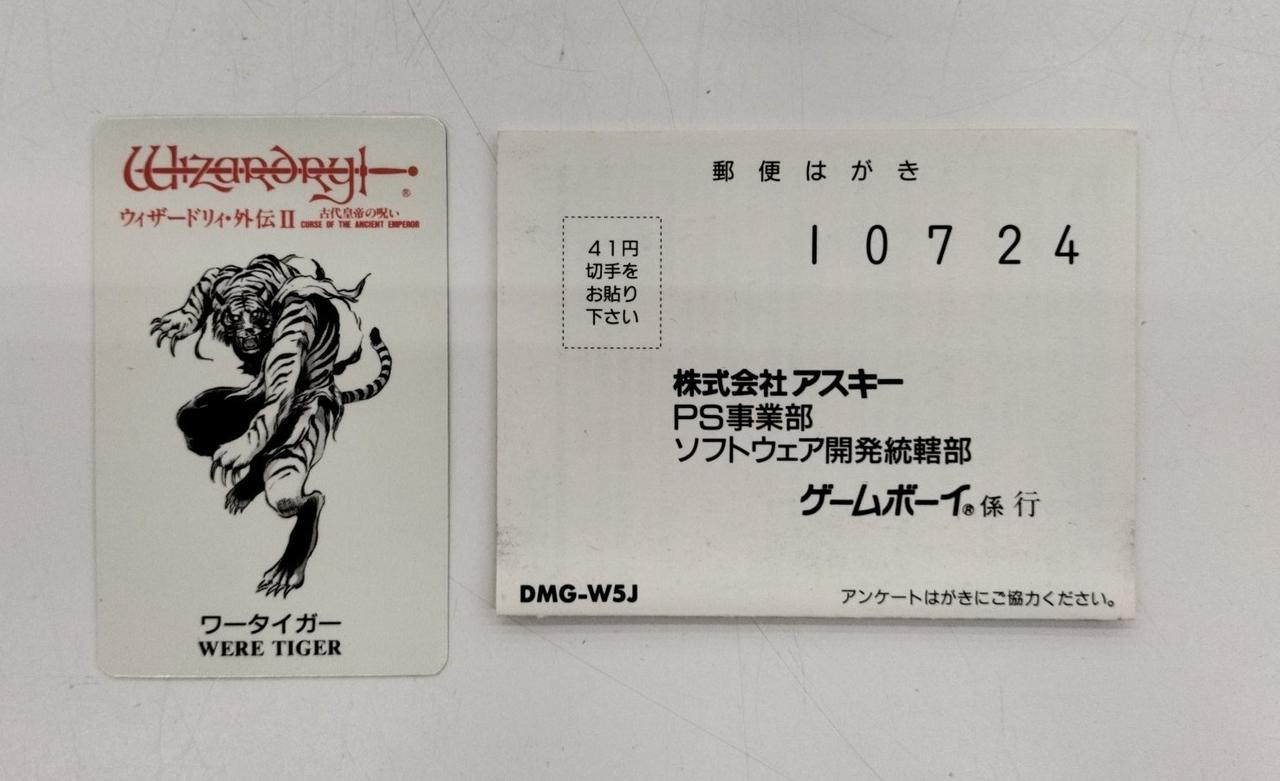 Wizardry®
ウィザードリィ・外伝II 古代皇帝の呪い
CURSE OF THE ANCIENT EMPEROR
ワータイガー
WERE TIGER
郵便はがき
10724
41円
切手を
お貼り
下さい
株式会社アスキー
PS事業部
ソフトウェア開発統轄部
ゲームボーイ®係 行
DMG-W5J
アンケートはがきにご協力ください。